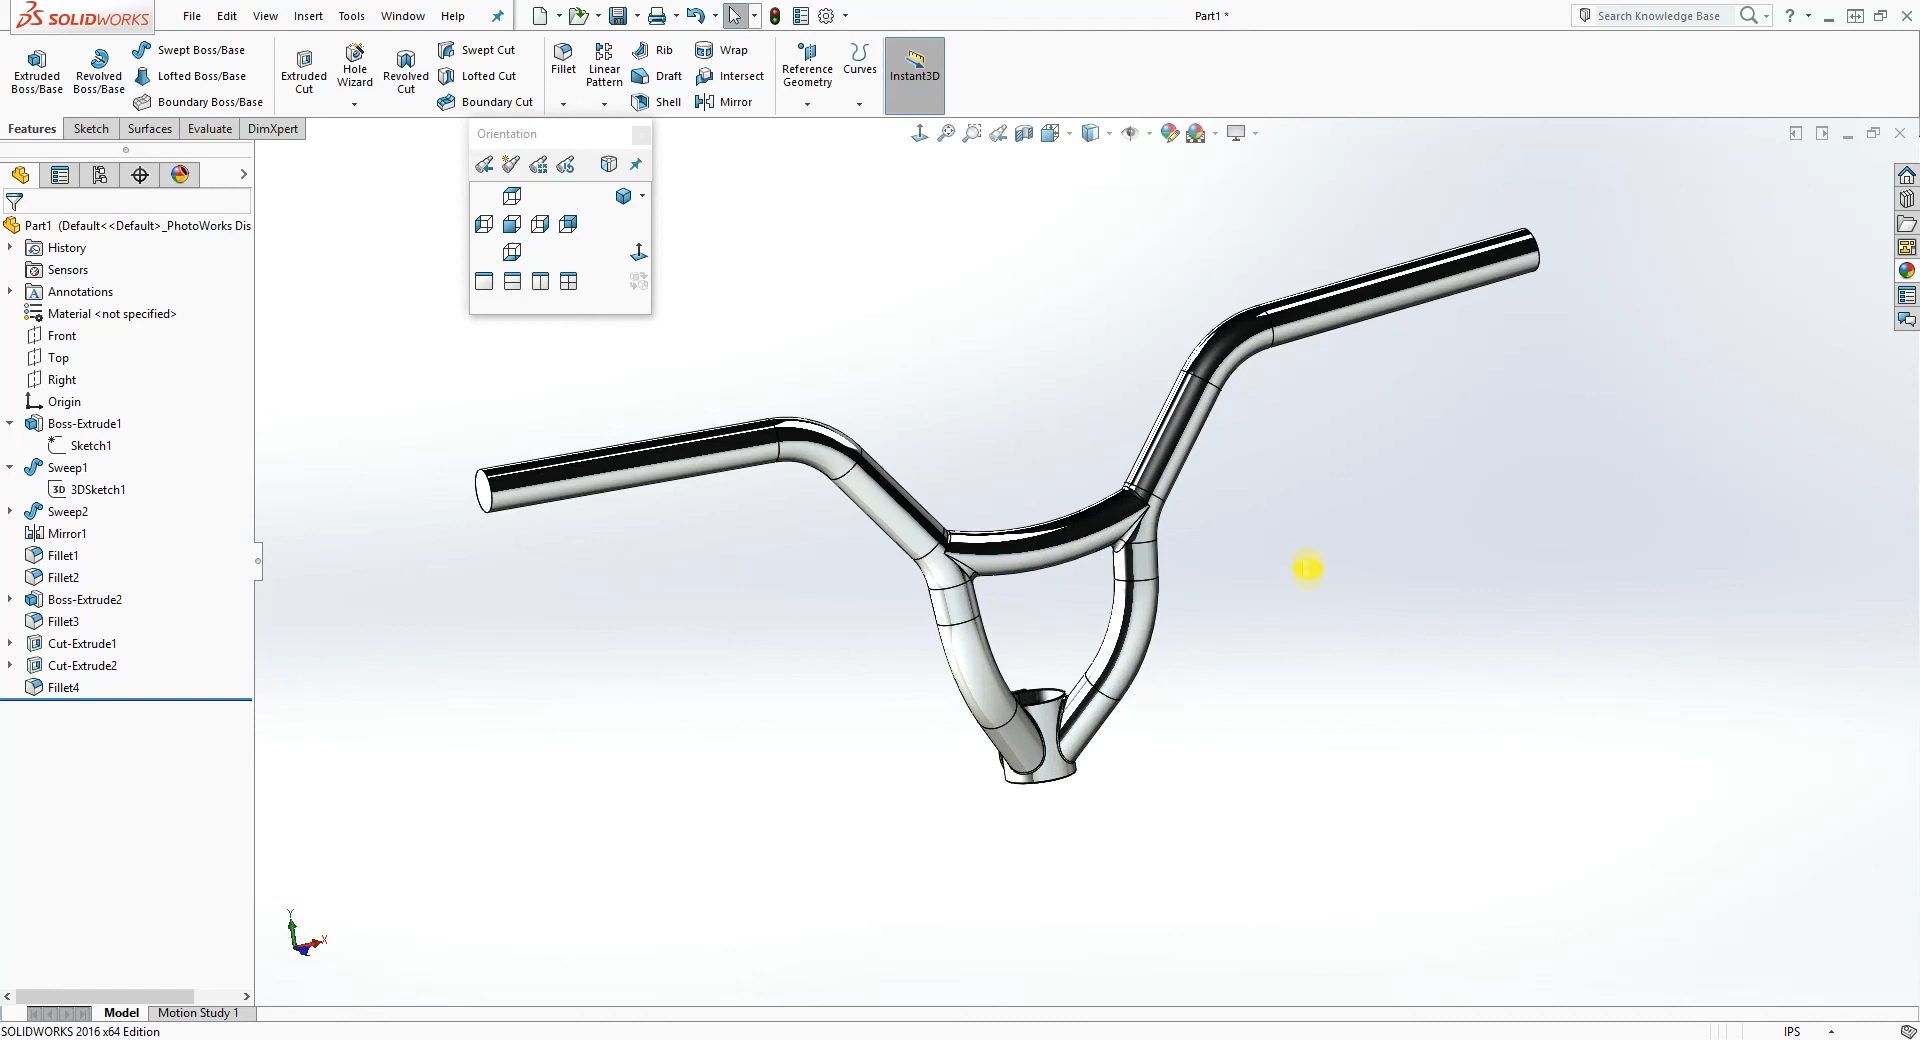 SOLIDWORKS File Edit View Insert Tools Window Help Part1 * Search Knowledge Base ?
Extruded Boss/Base
Revolved Boss/Base
Swept Boss/Base
Lofted Boss/Base
Boundary Boss/Base
Extruded Cut
Hole Wizard
Revolved Cut
Swept Cut
Lofted Cut
Boundary Cut
Fillet
Linear Pattern
Rib
Draft
Shell
Wrap
Intersect
Mirror
Reference Geometry
Curves
Instant3D
Features Sketch Surfaces Evaluate DimXpert
Orientation
Part1 (Default<<Default>_PhotoWorks Dis
History
Sensors
Annotations
Material <not specified>
Front
Top
Right
Origin
Boss-Extrude1
Sketch1
Sweep1
3D 3DSketch1
Sweep2
Mirror1
Fillet1
Fillet2
Boss-Extrude2
Fillet3
Cut-Extrude1
Cut-Extrude2
Fillet4
Y
X
Model Motion Study 1
SOLIDWORKS 2016 x64 Edition IPS